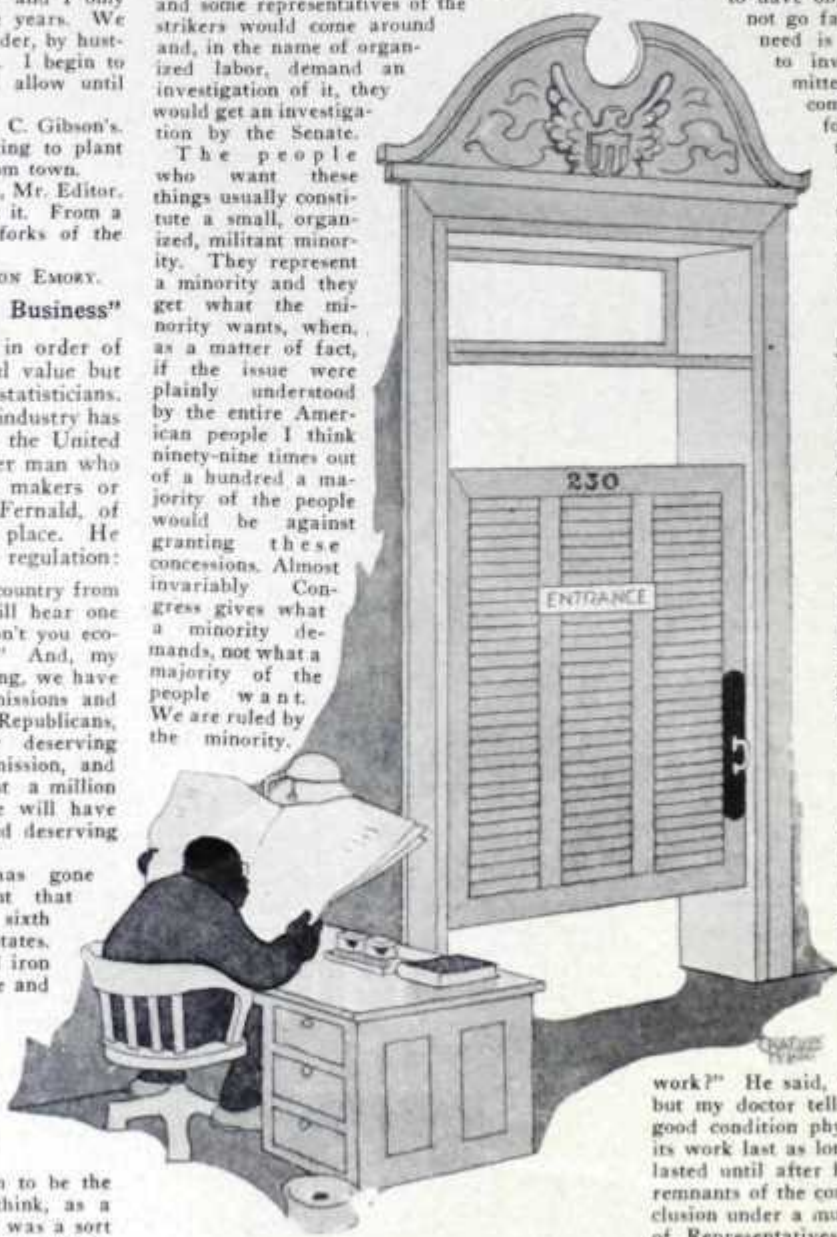 and I only
years. We
der, by hust-
I begin to
allow until
C. Gibson's.
ing to plant
om town.
, Mr. Editor.
it. From a
forks of the
ON EMORY.
Business"
in order of
l value but
statisticians.
industry has
the United
er man who
makers or
Fernald, of
place. He
regulation:
country from
ill hear one
n't you eco-
" And, my
ng, we have
missions and
Republicans,
deserving
mission, and
t a million
e will have
d deserving
as gone
nt that
sixth
tates.
l iron
e and
n to be the
think, as a
was a sort
and some representatives of the
strikers would come around
and, in the name of organ-
ized labor, demand an
investigation of it, they
would get an investiga-
tion by the Senate.
The people
who want these
things usually consti-
tute a small, organ-
ized, militant minor-
ity. They represent
a minority and they
get what the mi-
nority wants, when,
as a matter of fact,
if the issue were
plainly understood
by the entire Amer-
ican people I think
ninety-nine times out
of a hundred a ma-
jority of the people
would be against
granting these
concessions. Almost
invariably Con-
gress gives what
a minority de-
mands, not what a
majority of the
people want.
We are ruled by
the minority.
230
ENTRANCE
not go fa
need is
to inv
mitte
con
fo
work?" He said,
but my doctor tell
good condition phy
its work last as lon
lasted until after l
remnants of the con
clusion under a mu
of Representatives